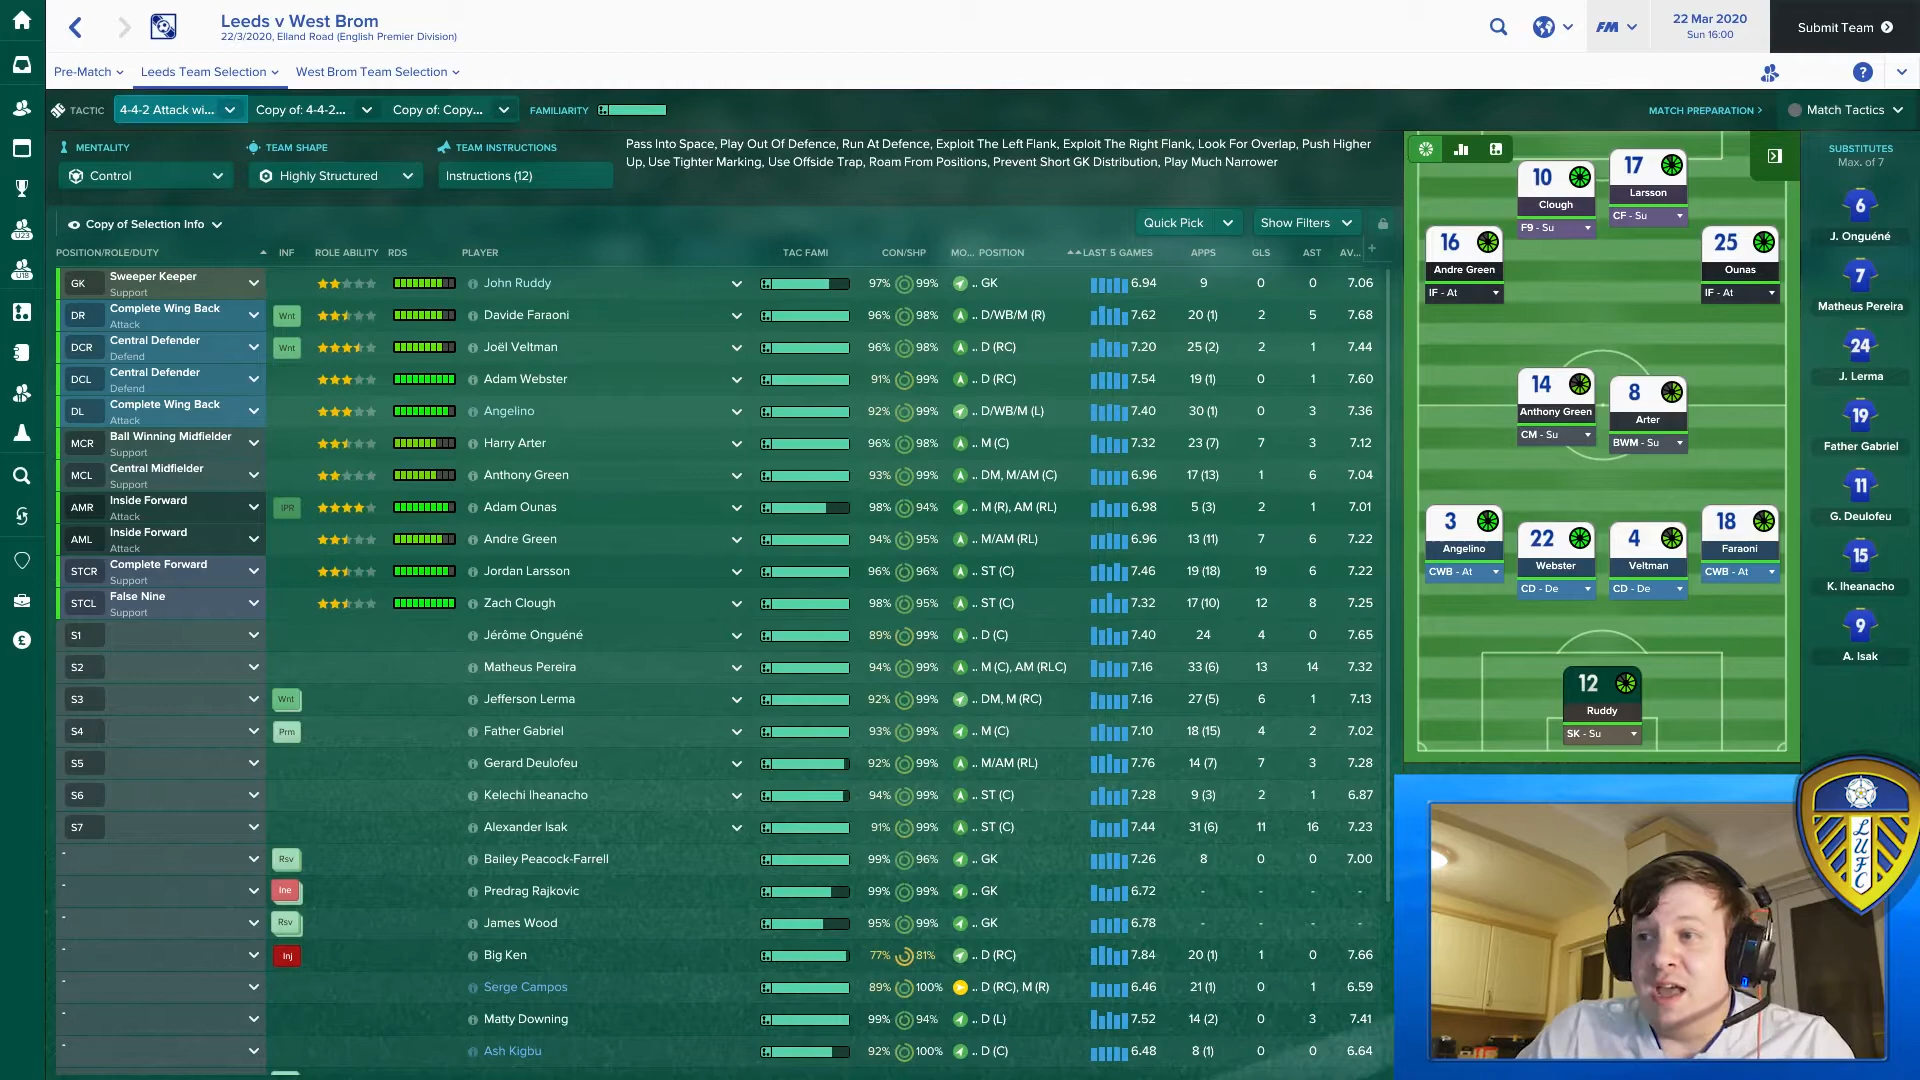 Leeds v West Brom
22/3/2020, Elland Road (English Premier Division)
FM
22 Mar 2020
Sun 16:00
Submit Team
Pre-Match
Leeds Team Selection
West Brom Team Selection
?
TACTIC
4-4-2 Attack wi...
Copy of: 4-4-2...
Copy of: Copy...
FAMILIARITY
MATCH PREPARATION >
Match Tactics
MENTALITY
TEAM SHAPE
TEAM INSTRUCTIONS
Control
Highly Structured
Instructions (12)
Pass Into Space, Play Out Of Defence, Run At Defence, Exploit The Left Flank, Exploit The Right Flank, Look For Overlap, Push Higher
Up, Use Tighter Marking, Use Offside Trap, Roam From Positions, Prevent Short GK Distribution, Play Much Narrower
Copy of Selection Info
Quick Pick
Show Filters
POSITION/ROLE/DUTY INF ROLE ABILITY RDS PLAYER TAC FAMI CON/SHP MO... POSITION LAST 5 GAMES APPS GLS AST AV...
GK Sweeper Keeper Support John Ruddy 97% 99% .. GK 6.94 9 0 0 7.06
DR Complete Wing Back Attack Wnt Davide Faraoni 96% 98% .. D/WB/M (R) 7.62 20 (1) 2 5 7.68
DCR Central Defender Defend Wnt Joël Veltman 96% 98% .. D (RC) 7.20 25 (2) 2 1 7.44
DCL Central Defender Defend Adam Webster 91% 99% .. D (RC) 7.54 19 (1) 0 1 7.60
DL Complete Wing Back Attack Angelino 92% 99% .. D/WB/M (L) 7.40 30 (1) 0 3 7.36
MCR Ball Winning Midfielder Support Harry Arter 96% 98% .. M (C) 7.32 23 (7) 7 3 7.12
MCL Central Midfielder Support Anthony Green 93% 99% .. DM, M/AM (C) 6.96 17 (13) 1 6 7.04
AMR Inside Forward Attack IPR Adam Ounas 98% 94% .. M (R), AM (RL) 6.98 5 (3) 2 1 7.01
AML Inside Forward Attack Andre Green 94% 95% .. M/AM (RL) 6.96 13 (11) 7 6 7.22
STCR Complete Forward Support Jordan Larsson 96% 96% .. ST (C) 7.46 19 (18) 19 6 7.22
STCL False Nine Support Zach Clough 98% 95% .. ST (C) 7.32 17 (10) 12 8 7.25
S1 Jérôme Onguéné 89% 99% .. D (C) 7.40 24 4 0 7.65
S2 Matheus Pereira 94% 99% .. M (C), AM (RLC) 7.16 33 (6) 13 14 7.32
S3 Wnt Jefferson Lerma 92% 99% .. DM, M (RC) 7.16 27 (5) 6 1 7.13
S4 Prm Father Gabriel 93% 99% .. M (C) 7.10 18 (15) 4 2 7.02
S5 Gerard Deulofeu 92% 99% .. M/AM (RL) 7.76 14 (7) 7 3 7.28
S6 Kelechi Iheanacho 94% 99% .. ST (C) 7.28 9 (3) 2 1 6.87
S7 Alexander Isak 91% 99% .. ST (C) 7.44 31 (6) 11 16 7.23
- Rsv Bailey Peacock-Farrell 99% 96% .. GK 7.26 8 0 0 7.00
- Ine Predrag Rajkovic 99% 99% .. GK 6.72 - - - -
- Rsv James Wood 95% 99% .. GK 6.78 - - - -
- Inj Big Ken 77% 81% .. D (RC) 7.84 20 (1) 1 0 7.66
- Serge Campos 89% 100% .. D (RC), M (R) 6.46 21 (1) 0 1 6.59
- Matty Downing 99% 94% .. D (L) 7.52 14 (2) 0 3 7.41
- Ash Kigbu 92% 100% .. D (C) 6.48 8 (1) 0 0 6.64
10 Clough F9 - Su
17 Larsson CF - Su
16 Andre Green IF - At
25 Ounas IF - At
14 Anthony Green CM - Su
8 Arter BWM - Su
3 Angelino CWB - At
22 Webster CD - De
4 Veltman CD - De
18 Faraoni CWB - At
12 Ruddy SK - Su
SUBSTITUTES
Max. of 7
6
J. Onguéné
7
Matheus Pereira
24
J. Lerma
19
Father Gabriel
11
G. Deulofeu
15
K. Iheanacho
9
A. Isak
U23
U18
LUFC